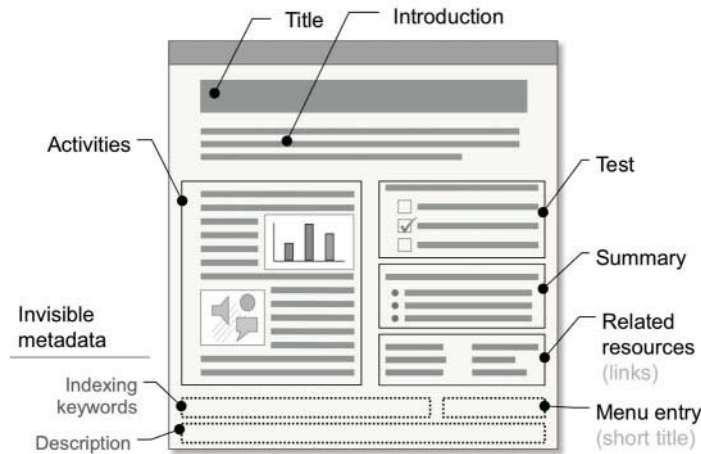 Title
Introduction
Activities
Test
Summary
Invisible
metadata
Related
resources
(links)
Indexing
keywords
Menu entry
(short title)
Description